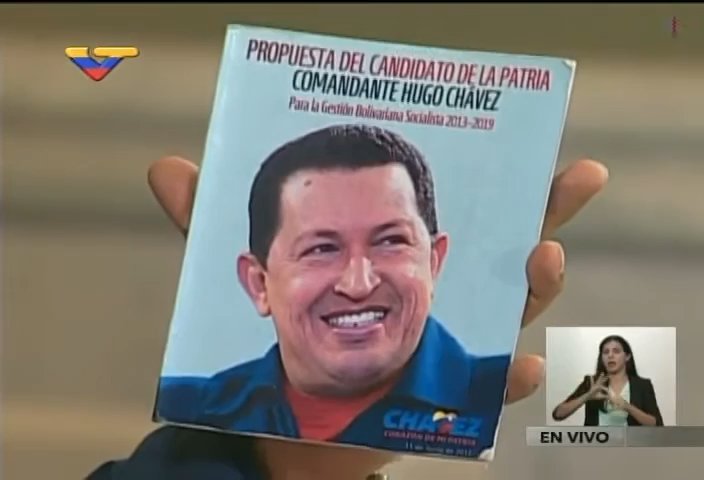 PROPUESTA DEL CANDIDATO DE LA PATRIA
COMANDANTE HUGO CHÁVEZ
Para la Gestión Bolivariana Socialista 2013-2019
CHÁVEZ
CORAZÓN DE MI PATRIA
EN VIVO